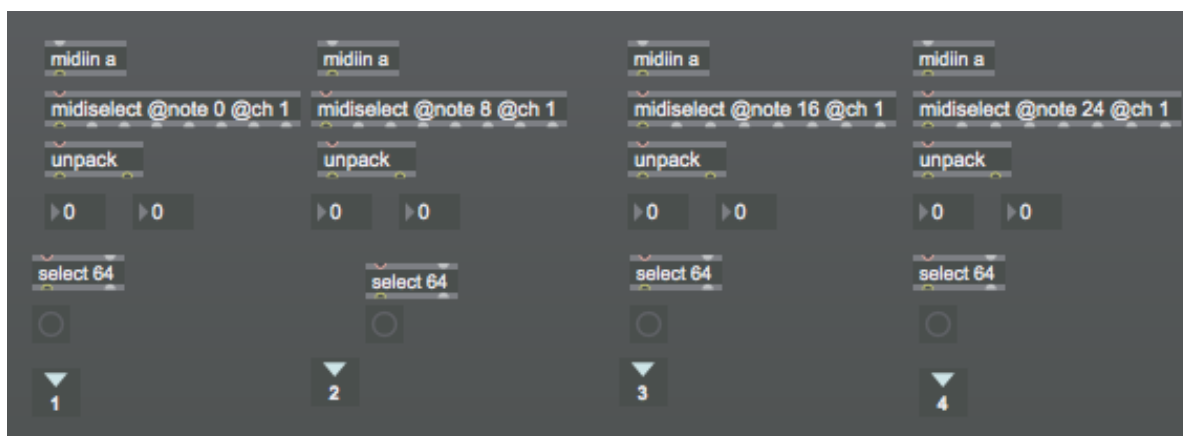 midiin a midiin a midiin a midiin a
midiselect @note 0 @ch 1 midiselect @note 8 @ch 1 midiselect @note 16 @ch 1 midiselect @note 24 @ch 1
unpack unpack unpack unpack
0 0 0 0 0 0 0 0
select 64 select 64 select 64 select 64
1 2 3 4